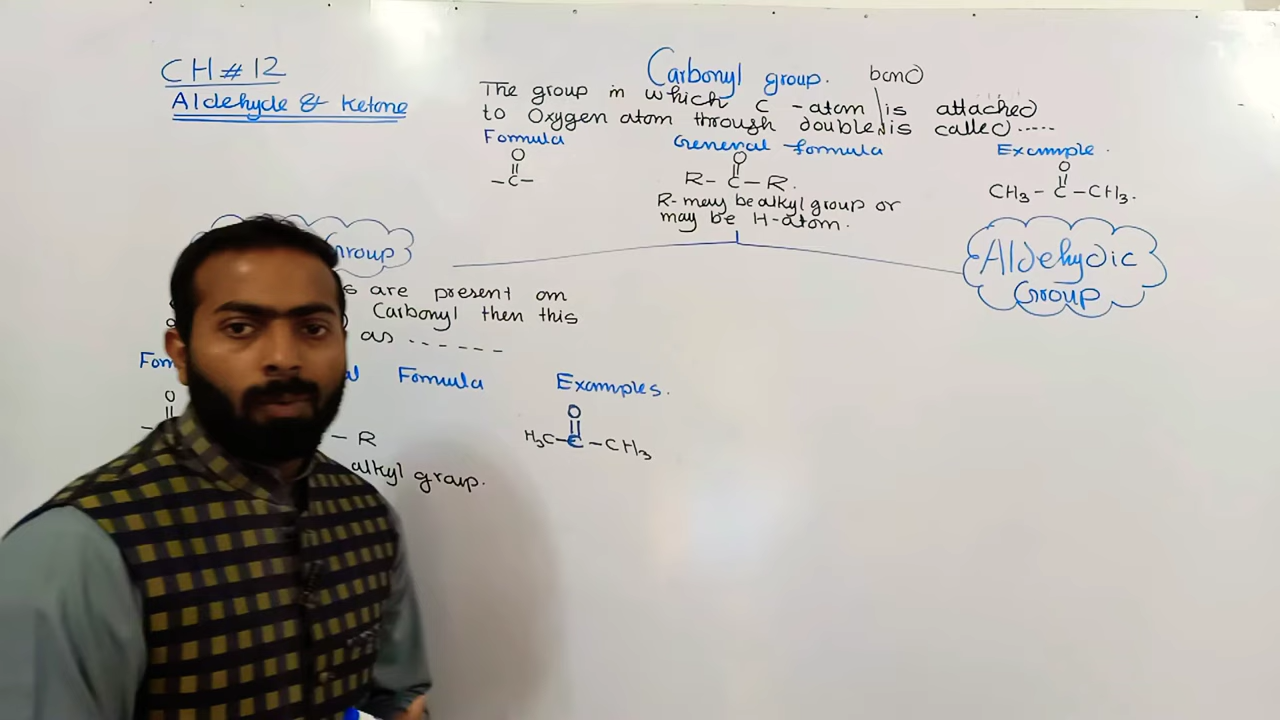 CH # 12
Aldehyde & Ketone
Carbonyl group.
bond
The group in which C - atom is attached
to Oxygen atom through double is called -----
Formula
General formula
Example.
O
||
-C-
O
||
R- C -R.
O
||
CH3 - C -CH3.
R- may be alkyl group or
may be H-atom.
Group
Aldehydic
Group
are present on
Carbonyl then this
as - - - - - -
Formula
Examples.
O
||
O
||
H3C-C-CH3
- R
alkyl group.